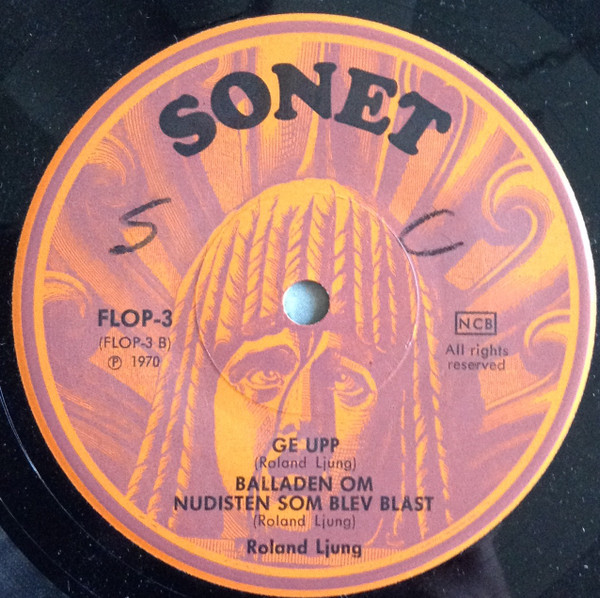 SONET
S U
FLOP-3
(FLOP-3 B)
Ⓟ 1970
NCB
All rights
reserved
GE UPP
(Roland Ljung)
BALLADEN OM
NUDISTEN SOM BLEV BLÅST
(Roland Ljung)
Roland Ljung